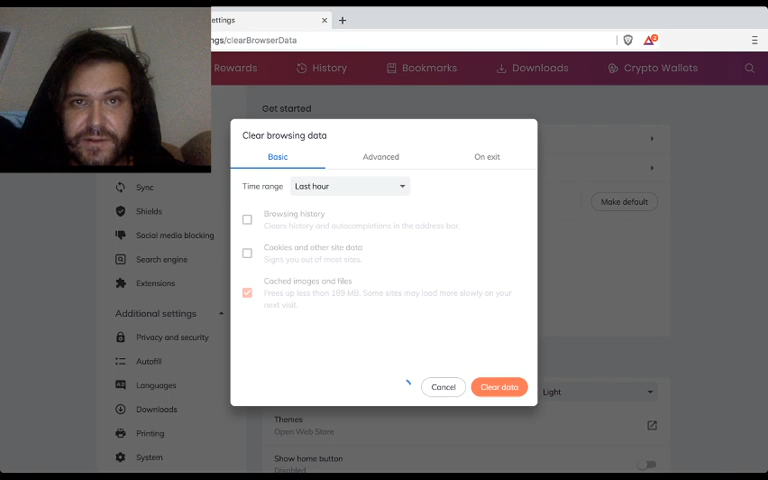 ettings
ngs/clearBrowserData
2
Rewards
History
Bookmarks
Downloads
Crypto Wallets
Get started
Clear browsing data
Basic
Advanced
On exit
Time range
Last hour
Browsing history
Clears history and autocompletions in the address bar.
Cookies and other site data
Signs you out of most sites.
Cached images and files
Frees up less than 189 MB. Some sites may load more slowly on your
next visit.
Cancel
Clear data
Make default
Sync
Shields
Social media blocking
Search engine
Extensions
Additional settings
Privacy and security
Autofill
Languages
Downloads
Printing
System
Light
Themes
Open Web Store
Show home button
Disabled